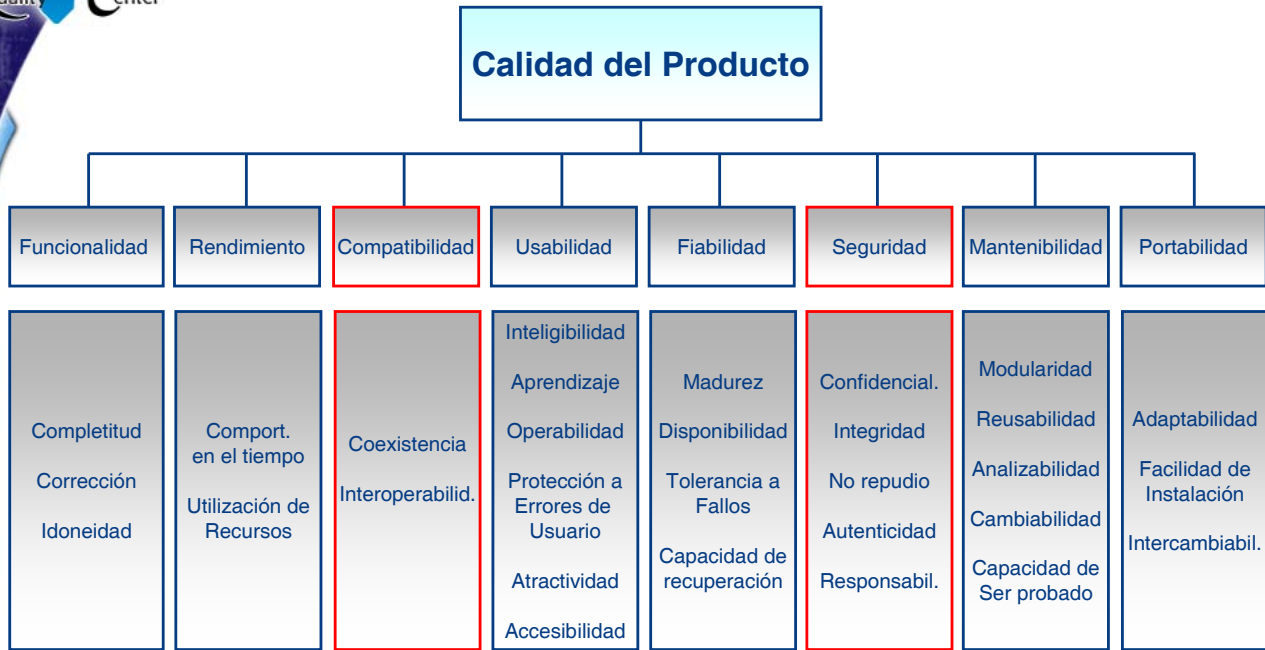 Center
Calidad del Producto
Funcionalidad
Rendimiento
Compatibilidad
Usabilidad
Fiabilidad
Seguridad
Mantenibilidad
Portabilidad
Completitud
Corrección
Idoneidad
Comport.
en el tiempo
Utilización de
Recursos
Coexistencia
Interoperabilid.
Inteligibilidad
Aprendizaje
Operabilidad
Protección a
Errores de
Usuario
Atractividad
Accesibilidad
Madurez
Disponibilidad
Tolerancia a
Fallos
Capacidad de
recuperación
Confidencial.
Integridad
No repudio
Autenticidad
Responsabil.
Modularidad
Reusabilidad
Analizabilidad
Cambiabilidad
Capacidad de
Ser probado
Adaptabilidad
Facilidad de
Instalación
Intercambiabil.